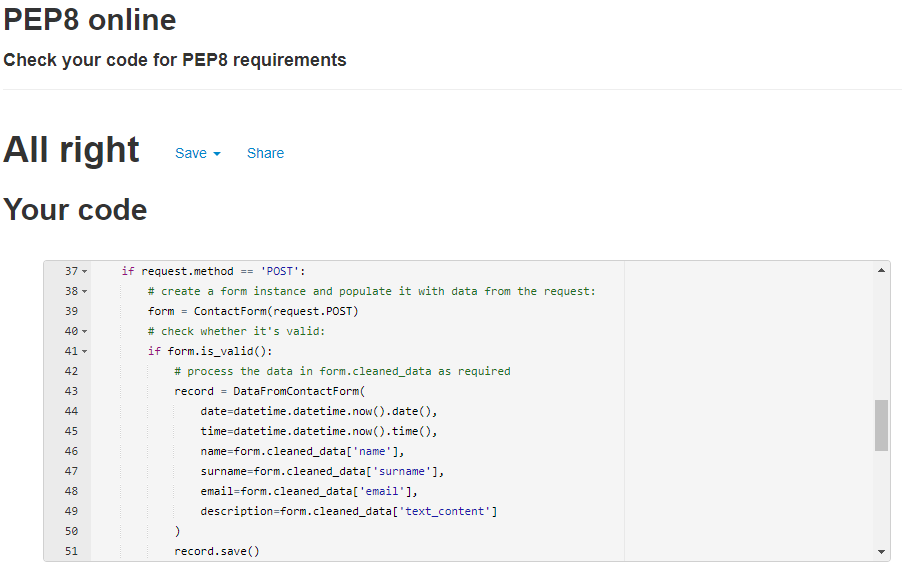 PEP8 online
Check your code for PEP8 requirements
All right Save Share
Your code
37 if request.method == 'POST':
38 # create a form instance and populate it with data from the request:
39 form = ContactForm(request.POST)
40 # check whether it's valid:
41 if form.is_valid():
42 # process the data in form.cleaned_data as required
43 record = DataFromContactForm(
44 date=datetime.datetime.now().date(),
45 time=datetime.datetime.now().time(),
46 name=form.cleaned_data['name'],
47 surname=form.cleaned_data['surname'],
48 email=form.cleaned_data['email'],
49 description=form.cleaned_data['text_content']
50 )
51 record.save()